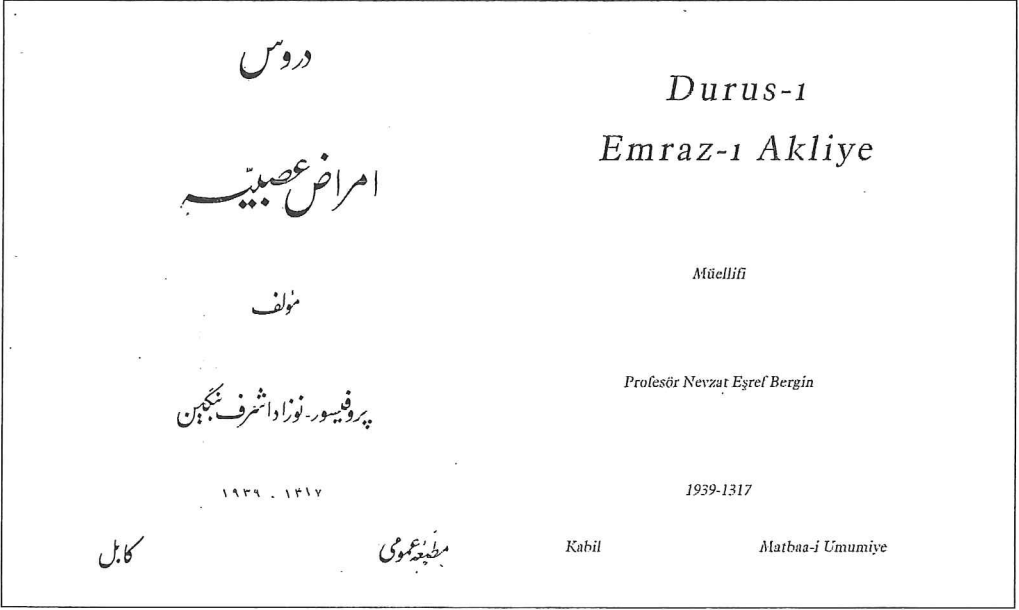 دروس
امراض عصبیّه
مؤلف
پروفیسور-نوزاد اشرف بنگین
۱۳۱۷ - ۱۹۳۹
مطبعهٔ عمومی
کابل
Durus-ı
Emraz-ı Akliye
Müellifi
Profesör Nevzat Eşref Bergin
1939-1317
Kabil
Matbaa-i Umumiye